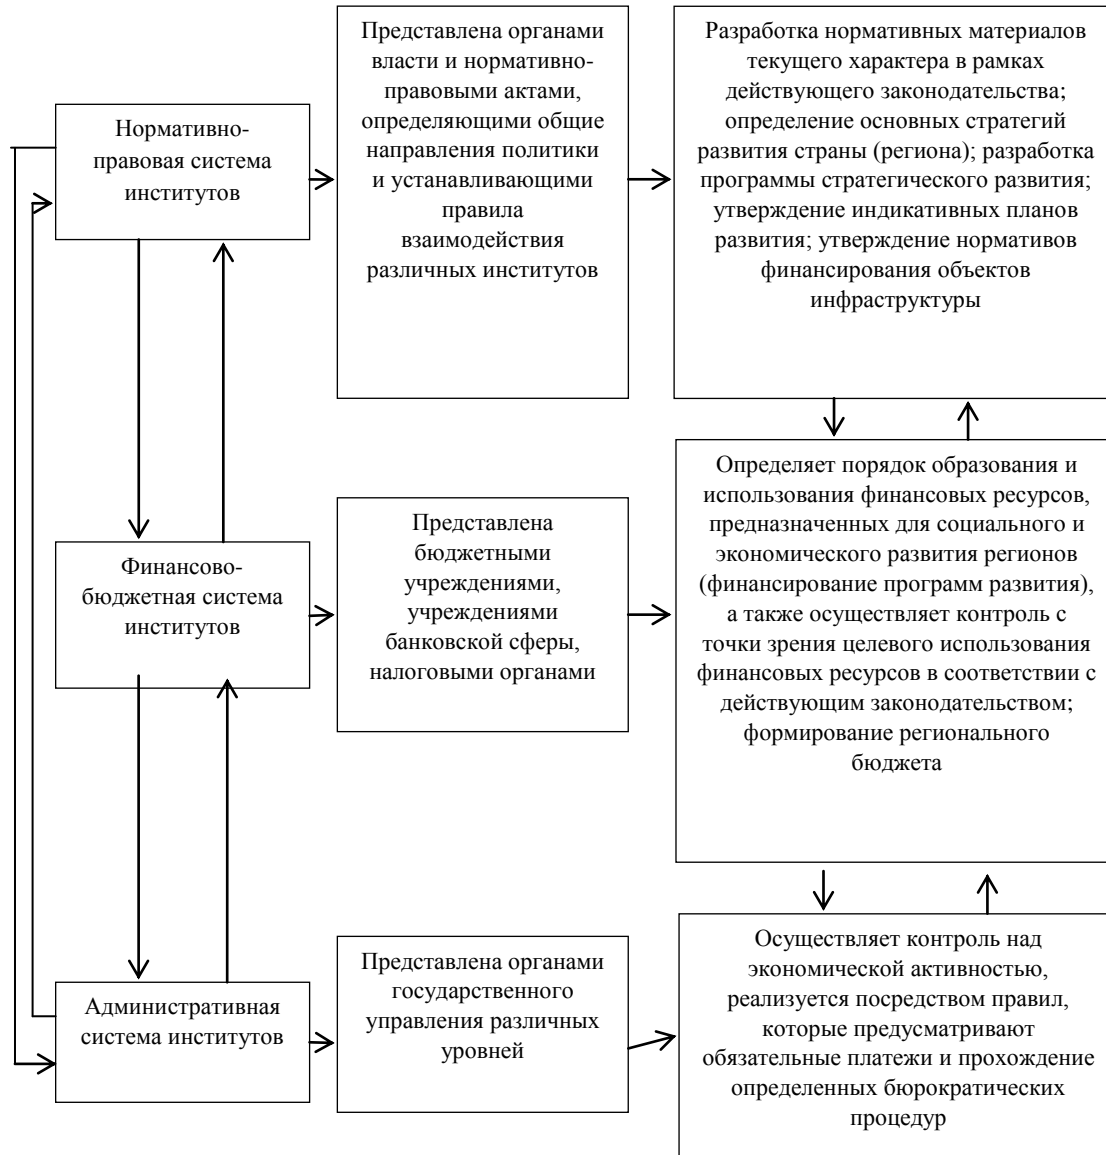 Нормативно-
правовая система
институтов
Представлена органами
власти и нормативно-
правовыми актами,
определяющими общие
направления политики
и устанавливающими
правила
взаимодействия
различных институтов
Разработка нормативных материалов
текущего характера в рамках
действующего законодательства;
определение основных стратегий
развития страны (региона); разработка
программы стратегического развития;
утверждение индикативных планов
развития; утверждение нормативов
финансирования объектов
инфраструктуры
Финансово-
бюджетная система
институтов
Представлена
бюджетными
учреждениями,
учреждениями
банковской сферы,
налоговыми органами
Определяет порядок образования и
использования финансовых ресурсов,
предназначенных для социального и
экономического развития регионов
(финансирование программ развития),
а также осуществляет контроль с
точки зрения целевого использования
финансовых ресурсов в соответствии с
действующим законодательством;
формирование регионального
бюджета
Административная
система институтов
Представлена органами
государственного
управления различных
уровней
Осуществляет контроль над
экономической активностью,
реализуется посредством правил,
которые предусматривают
обязательные платежи и прохождение
определенных бюрократических
процедур